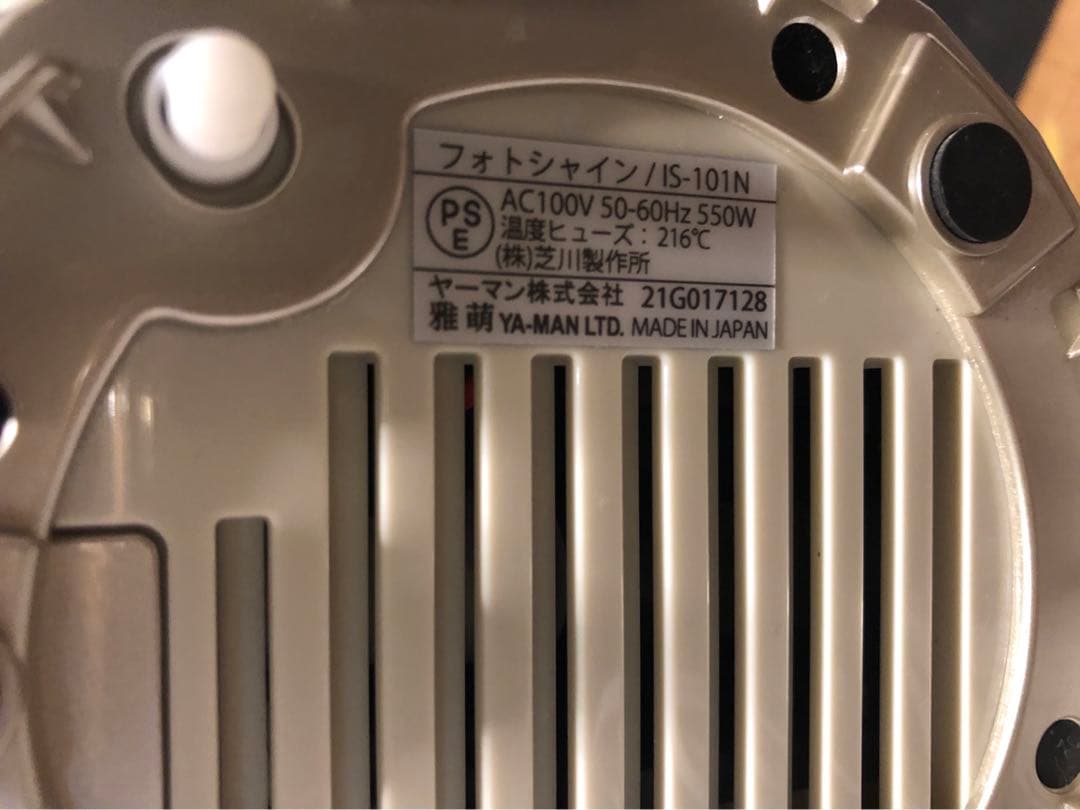 フォトシャイン / IS-101N
PS
E
AC100V 50-60Hz 550W
温度ヒューズ：216℃
(株)芝川製作所
ヤーマン株式会社 21G017128
雅萌 YA-MAN LTD. MADE IN JAPAN